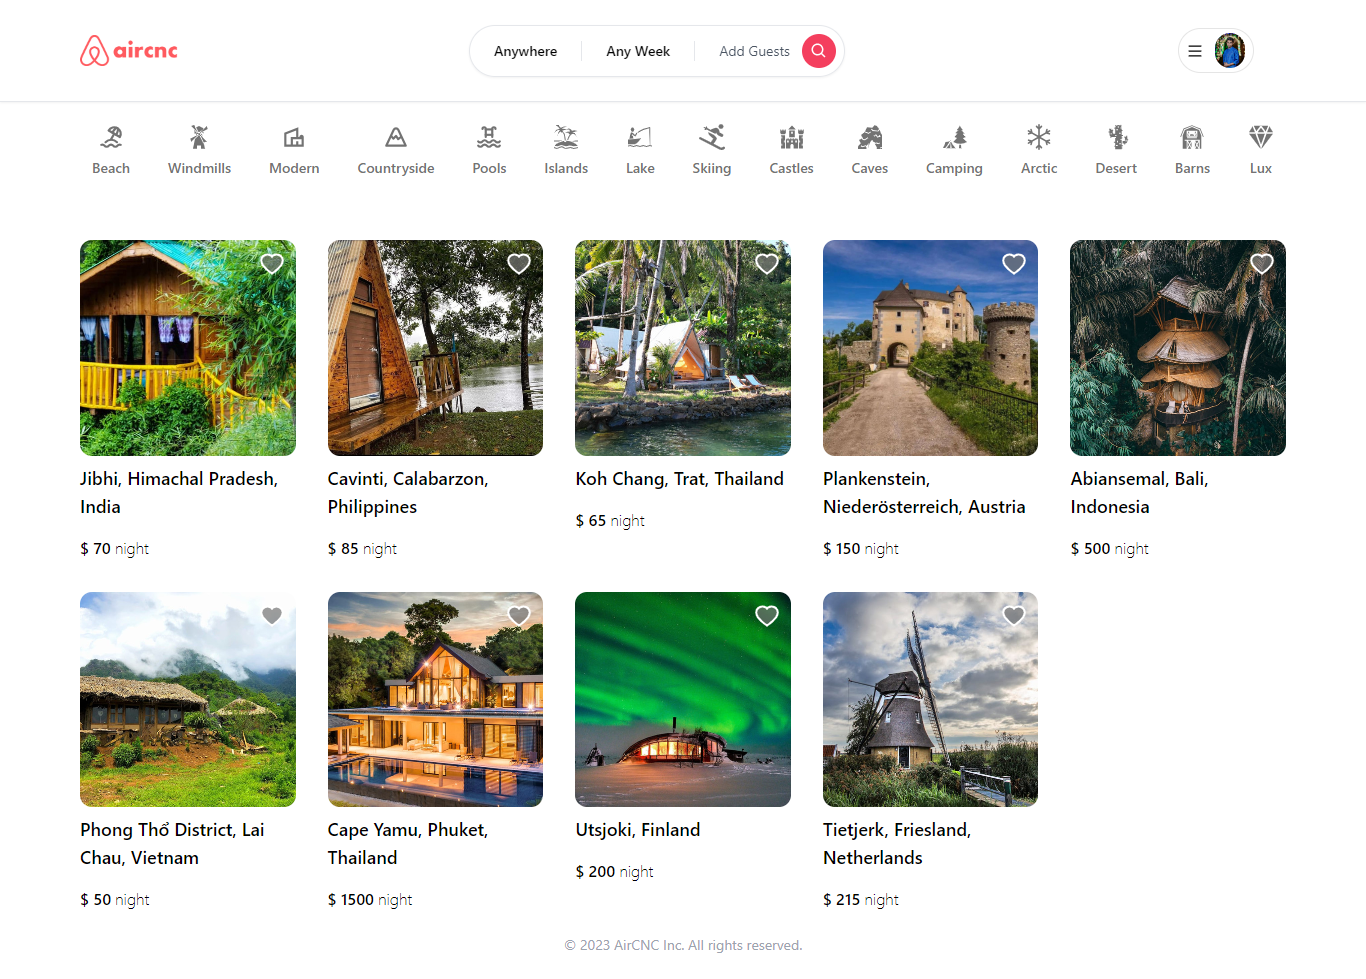 aircnc
Anywhere
Any Week
Add Guests
Beach
Windmills
Modern
Countryside
Pools
Islands
Lake
Skiing
Castles
Caves
Camping
Arctic
Desert
Barns
Lux
Jibhi, Himachal Pradesh,
India
$ 70 night
Cavinti, Calabarzon,
Philippines
$ 85 night
Koh Chang, Trat, Thailand
$ 65 night
Plankenstein,
Niederösterreich, Austria
$ 150 night
Abiansemal, Bali,
Indonesia
$ 500 night
Phong Thổ District, Lai
Chau, Vietnam
$ 50 night
Cape Yamu, Phuket,
Thailand
$ 1500 night
Utsjoki, Finland
$ 200 night
Tietjerk, Friesland,
Netherlands
$ 215 night
© 2023 AirCNC Inc. All rights reserved.